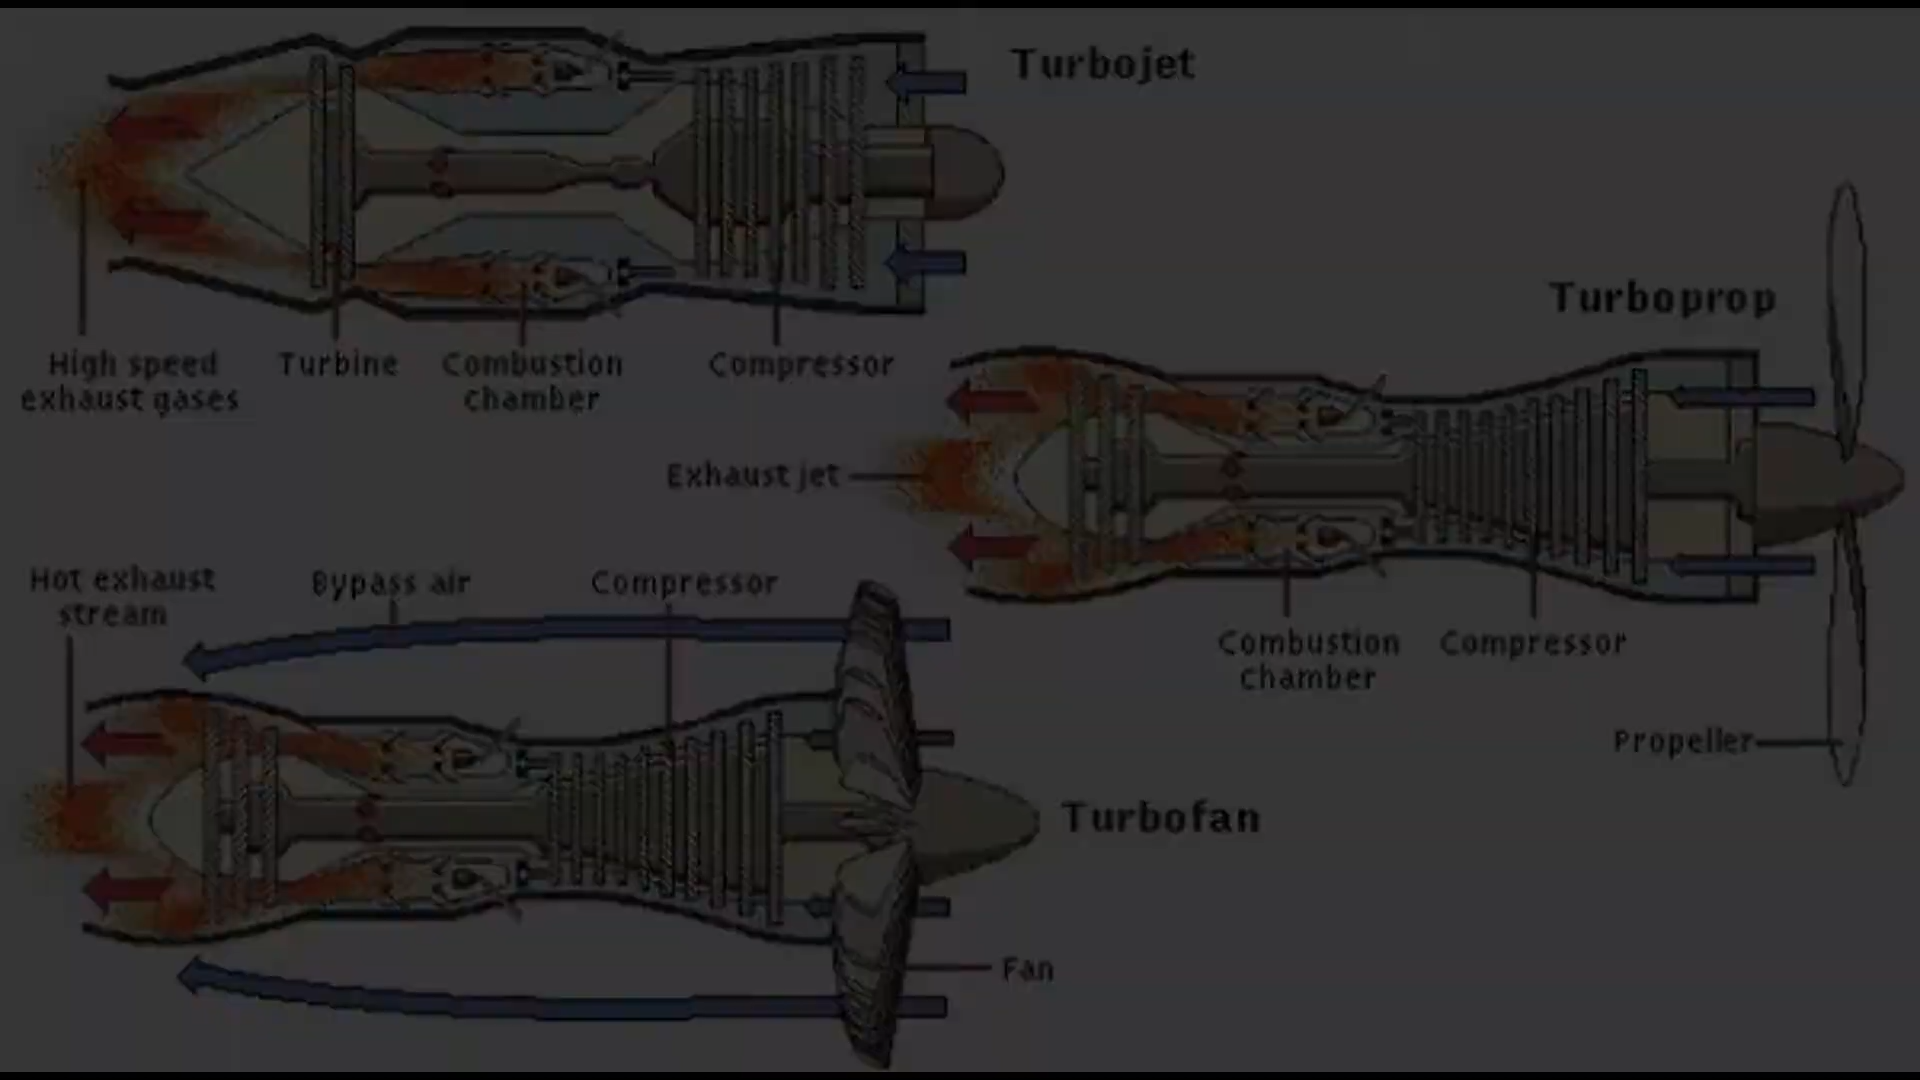 Turbojet
High speed
exhaust gases
Turbine
Combustion
chamber
Compressor
Turboprop
Exhaust jet
Combustion
chamber
Compressor
Propeller
Hot exhaust
stream
Bypass air
Compressor
Turbofan
Fan